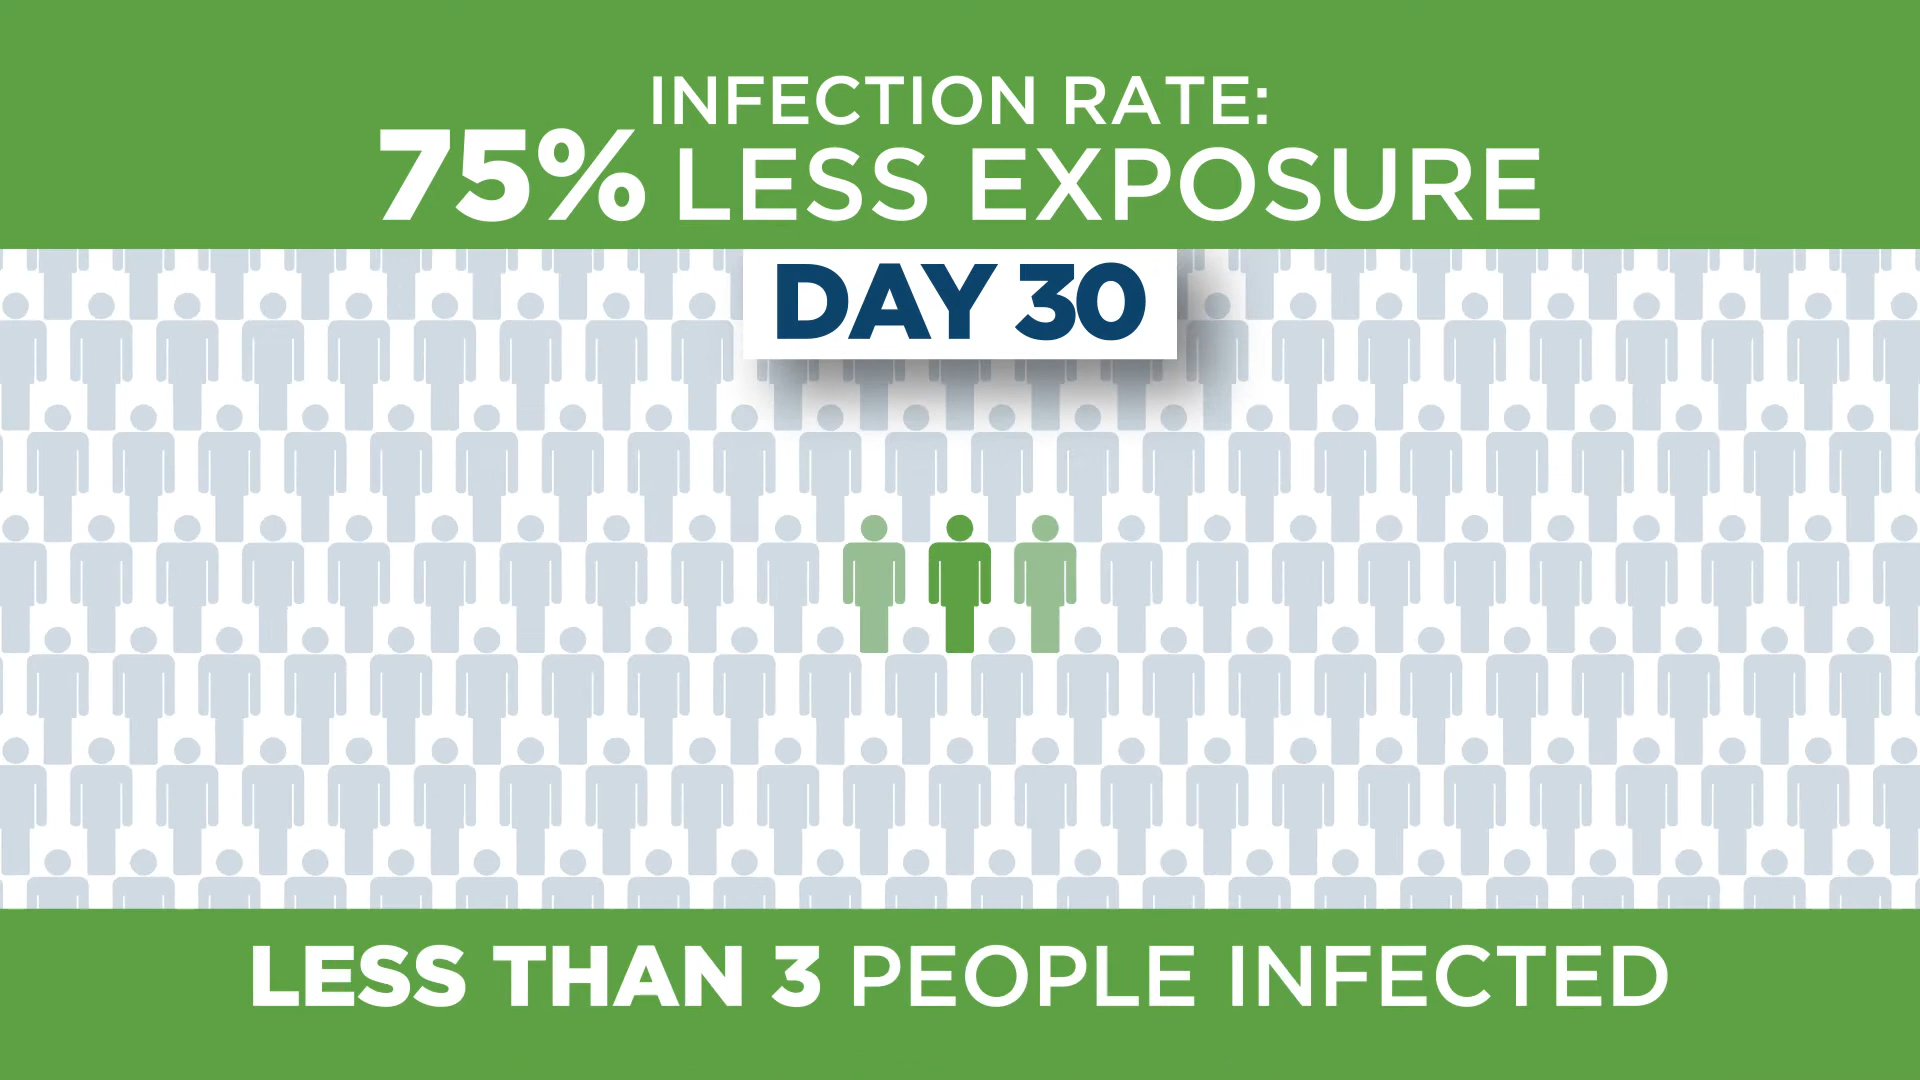 INFECTION RATE:
75% LESS EXPOSURE
DAY 30
LESS THAN 3 PEOPLE INFECTED